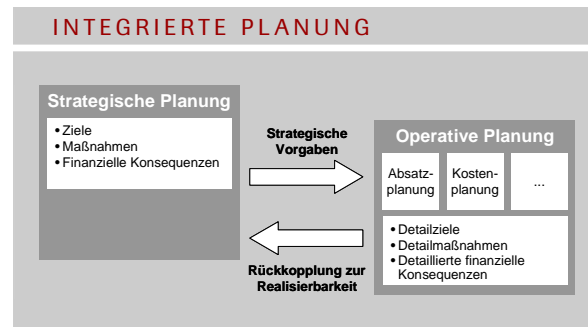 INTEGRIERTE PLANUNG
Strategische Planung
• Ziele
• Maßnahmen
• Finanzielle Konsequenzen
Strategische
Vorgaben
Rückkopplung zur
Realisierbarkeit
Operative Planung
Absatz-
planung
Kosten-
planung
...
• Detailziele
• Detailmaßnahmen
• Detaillierte finanzielle
Konsequenzen